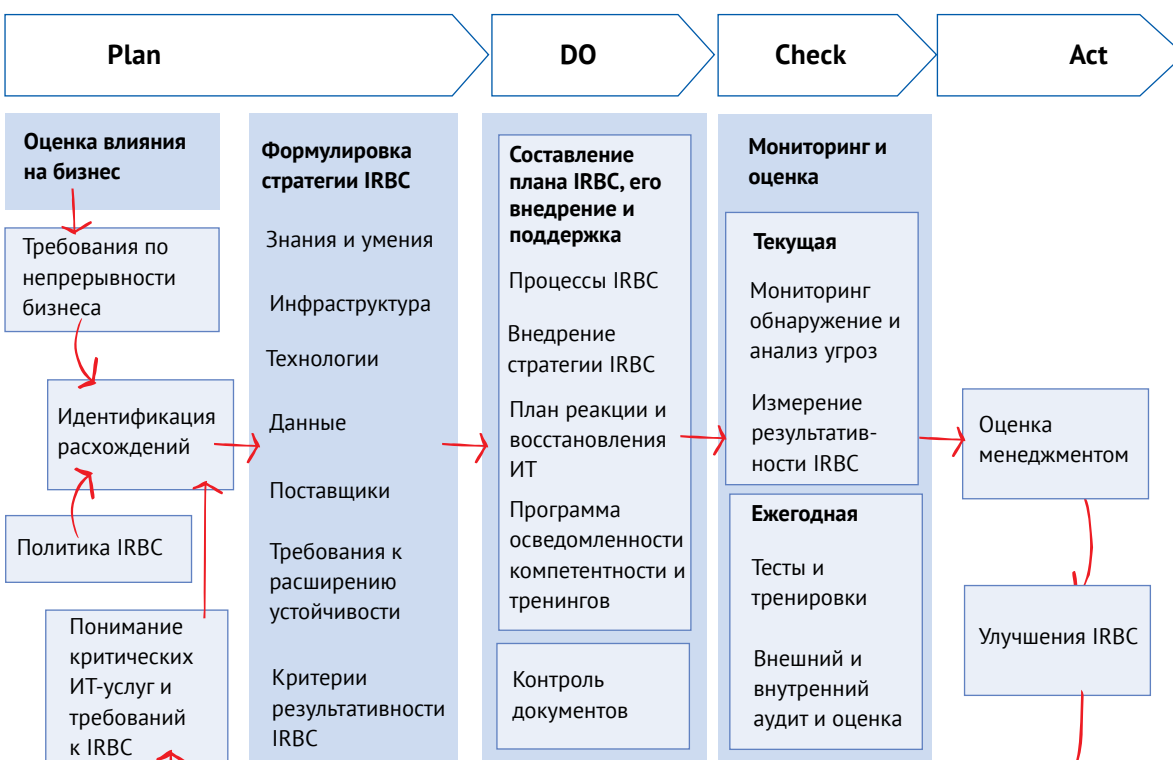 Plan
DO
Check
Act
Оценка влияния
на бизнес
Требования по
непрерывности
бизнеса
Идентификация
расхождений
Политика IRBC
Понимание
критических
ИТ-услуг и
требований
к IRBC
Формулировка
стратегии IRBC
Знания и умения
Инфраструктура
Технологии
Данные
Поставщики
Требования к
расширению
устойчивости
Критерии
результативности
IRBC
Составление
плана IRBC, его
внедрение и
поддержка
Процессы IRBC
Внедрение
стратегии IRBC
План реакции и
восстановления
ИТ
Программа
осведомленности
компетентности и
тренингов
Контроль
документов
Мониторинг и
оценка
Текущая
Мониторинг
обнаружение и
анализ угроз
Измерение
результатив-
ности IRBC
Ежегодная
Тесты и
тренировки
Внешний и
внутренний
аудит и оценка
Оценка
менеджментом
Улучшения IRBC